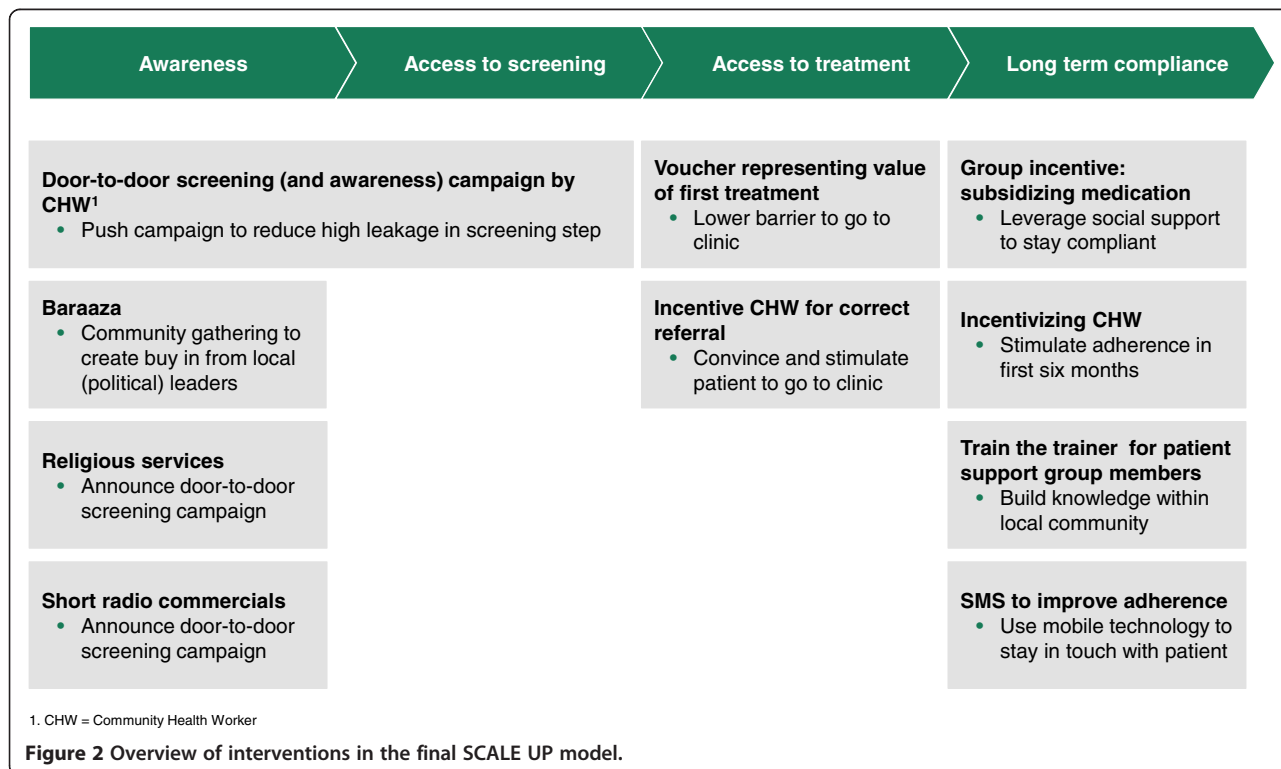 Awareness
Access to screening
Access to treatment
Long term compliance
Door-to-door screening (and awareness) campaign by
CHW1
• Push campaign to reduce high leakage in screening step
Voucher representing value
of first treatment
• Lower barrier to go to
clinic
Group incentive:
subsidizing medication
• Leverage social support
to stay compliant
Baraaza
• Community gathering to
create buy in from local
(political) leaders
Incentive CHW for correct
referral
• Convince and stimulate
patient to go to clinic
Incentivizing CHW
• Stimulate adherence in
first six months
Religious services
• Announce door-to-door
screening campaign
Train the trainer for patient
support group members
• Build knowledge within
local community
Short radio commercials
• Announce door-to-door
screening campaign
SMS to improve adherence
• Use mobile technology to
stay in touch with patient
1. CHW = Community Health Worker
Figure 2 Overview of interventions in the final SCALE UP model.